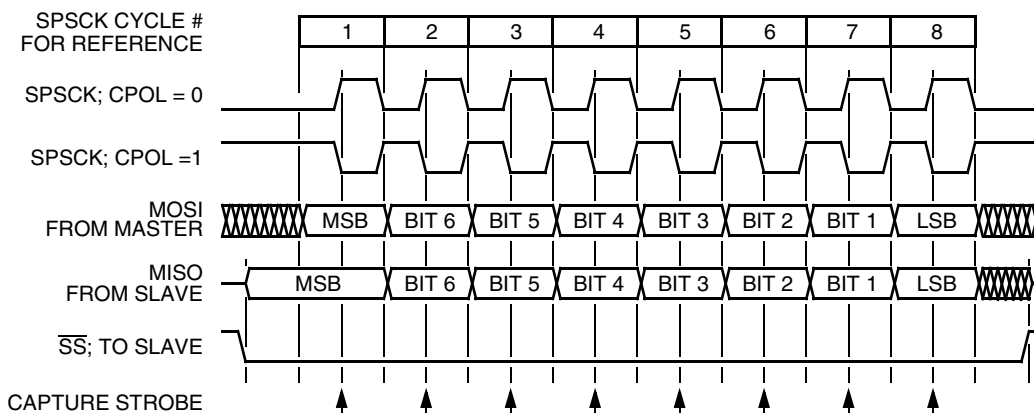 SPSCK CYCLE #
FOR REFERENCE
1 2 3 4 5 6 7 8
SPSCK; CPOL = 0
SPSCK; CPOL =1
MOSI
FROM MASTER
MSB BIT 6 BIT 5 BIT 4 BIT 3 BIT 2 BIT 1 LSB
MISO
FROM SLAVE
MSB BIT 6 BIT 5 BIT 4 BIT 3 BIT 2 BIT 1 LSB
SS; TO SLAVE
CAPTURE STROBE